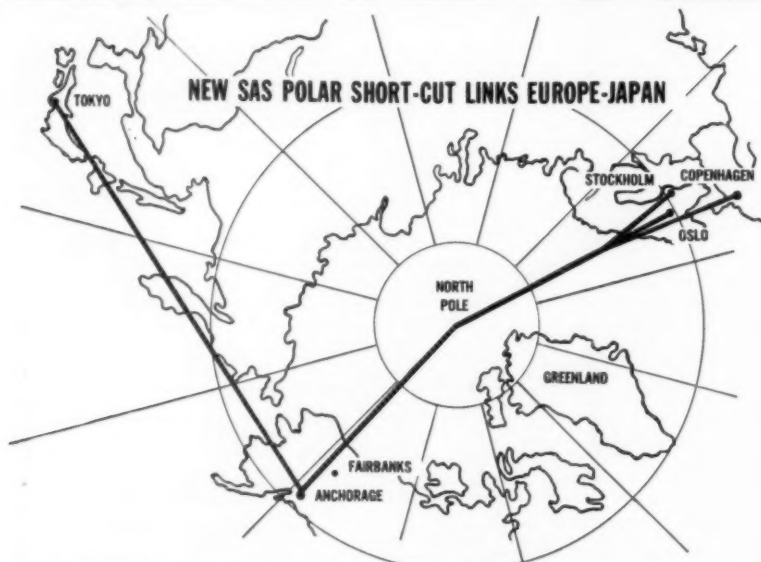 NEW SAS POLAR SHORT-CUT LINKS EUROPE-JAPAN
TOKYO
STOCKHOLM
COPENHAGEN
OSLO
NORTH
POLE
GREENLAND
FAIRBANKS
ANCHORAGE